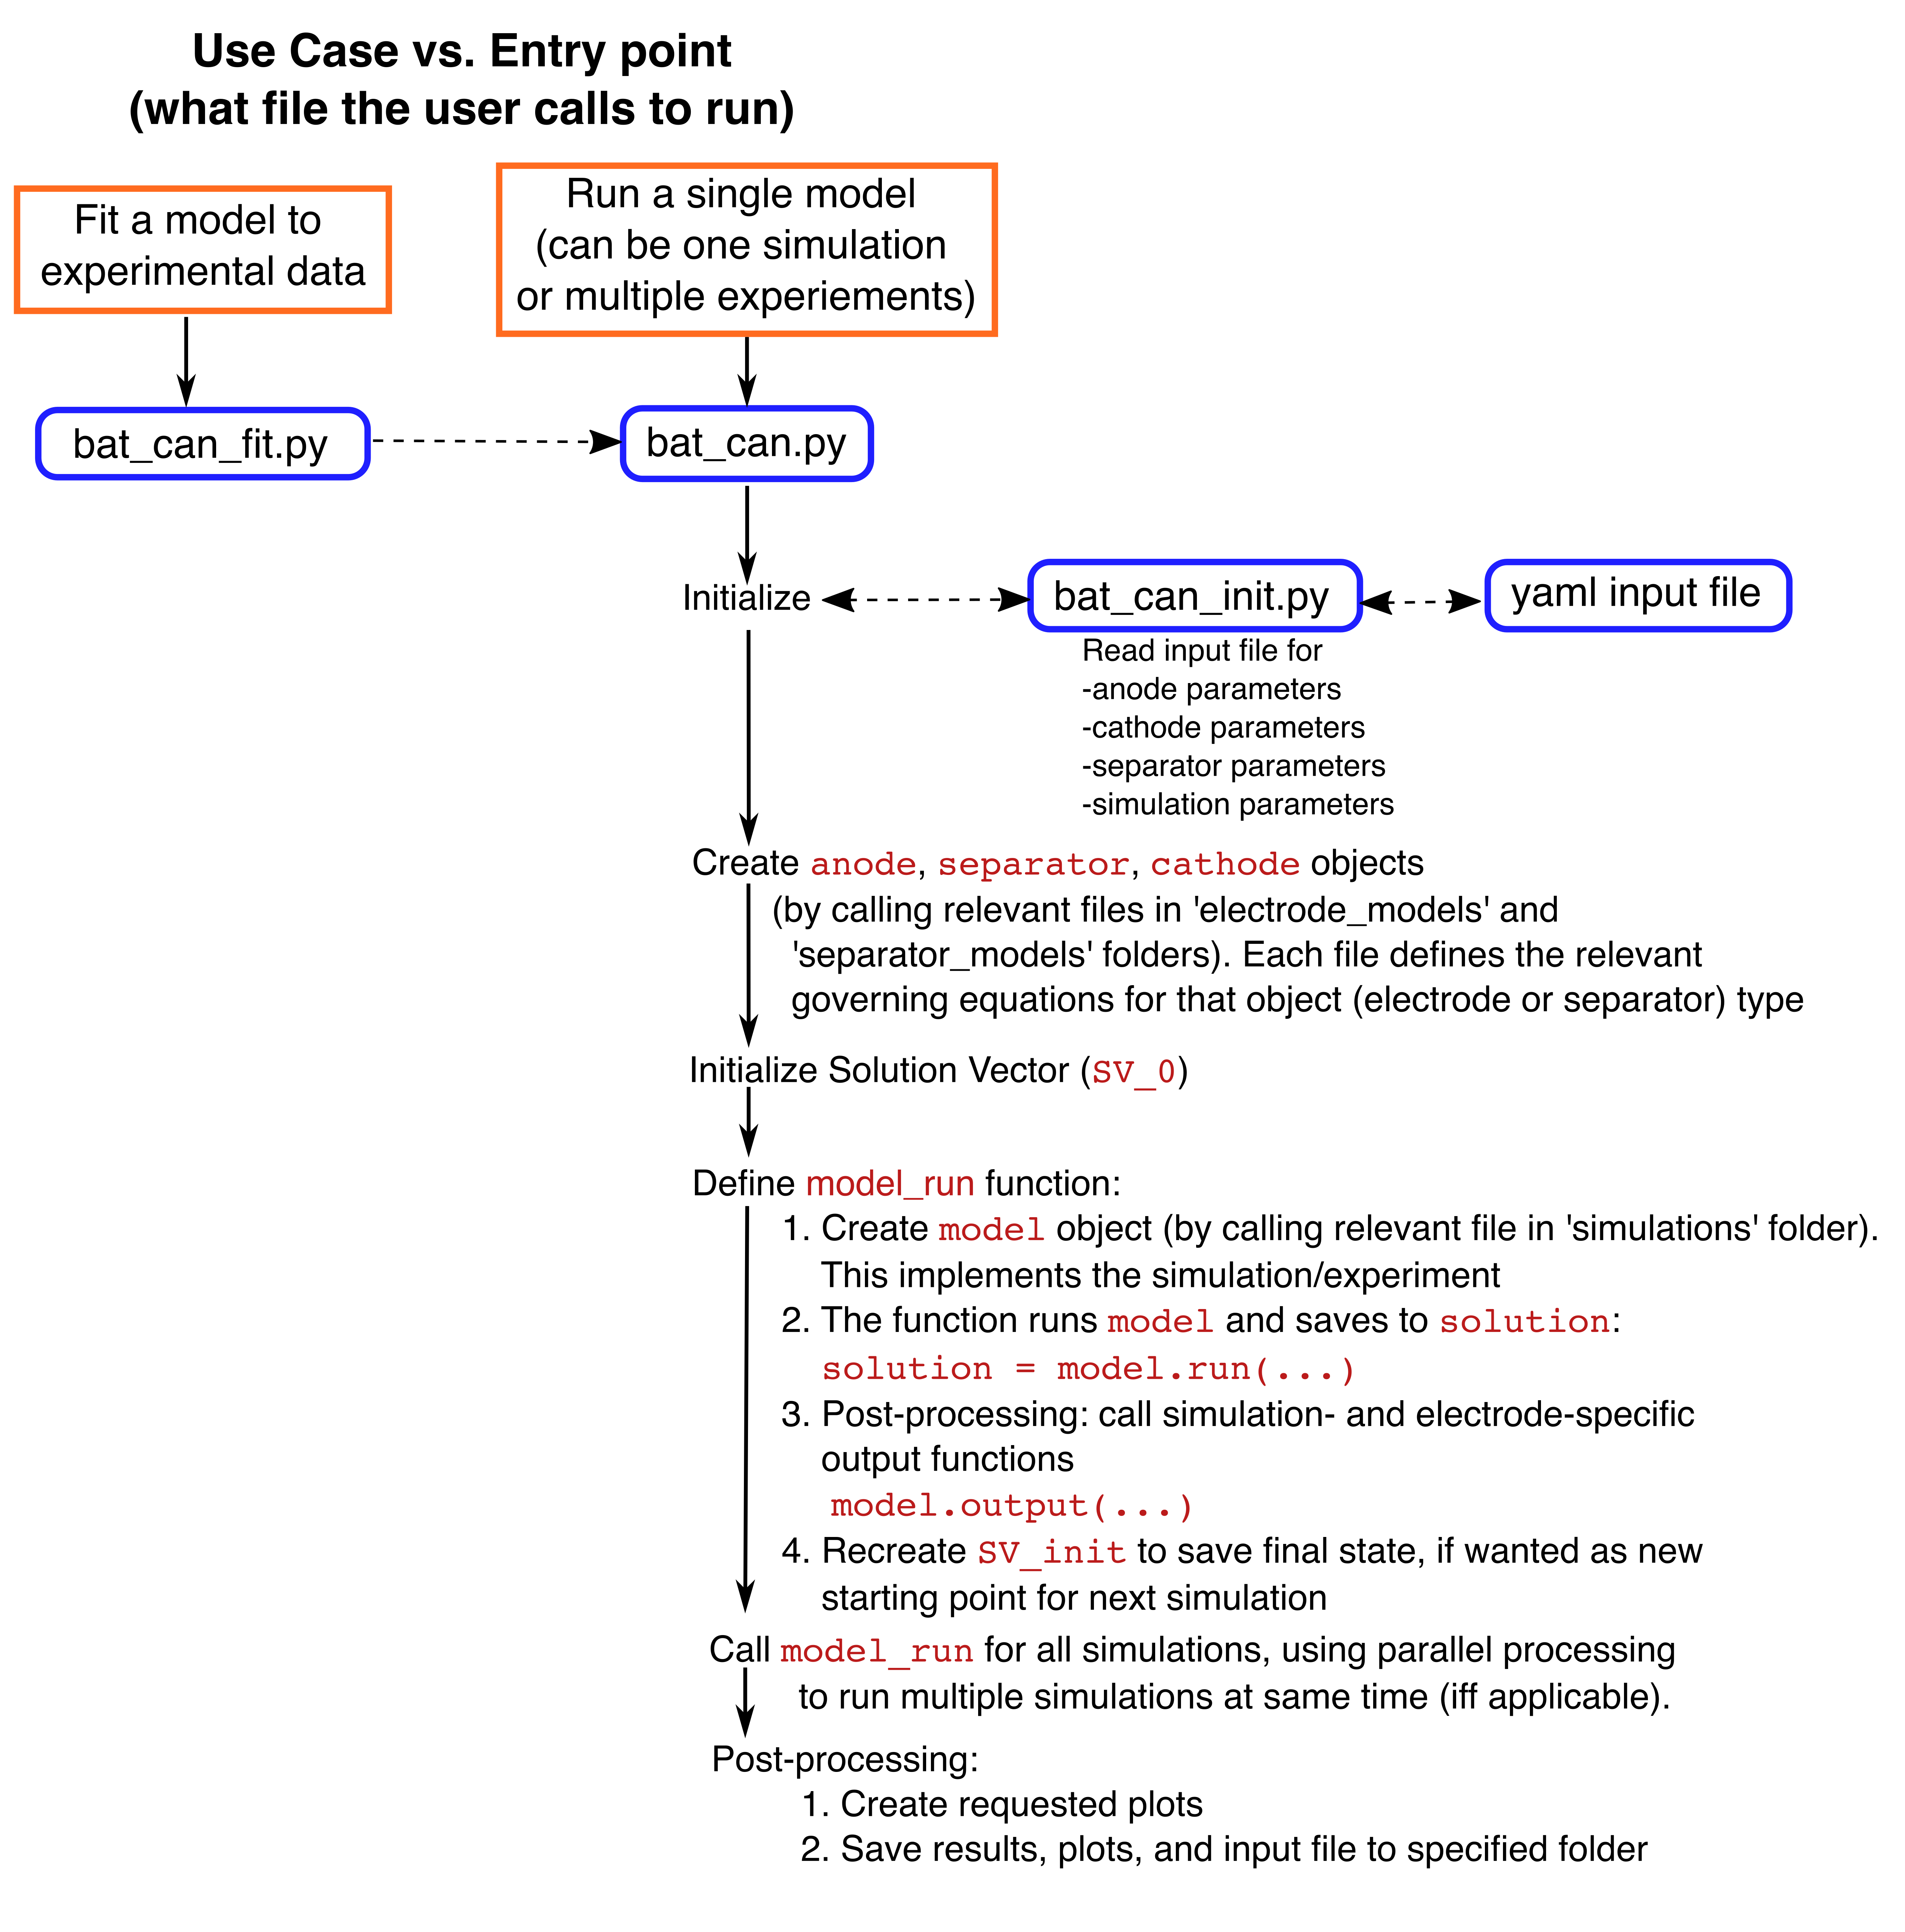 Use Case vs. Entry point
(what file the user calls to run)
Fit a model to
experimental data
Run a single model
(can be one simulation
or multiple experiements)
bat_can_fit.py
bat_can.py
Initialize
bat_can_init.py
yaml input file
Read input file for
-anode parameters
-cathode parameters
-separator parameters
-simulation parameters
Create anode, separator, cathode objects
(by calling relevant files in 'electrode_models' and
'separator_models' folders). Each file defines the relevant
governing equations for that object (electrode or separator) type
Initialize Solution Vector (SV_0)
Define model_run function:
1. Create model object (by calling relevant file in 'simulations' folder).
This implements the simulation/experiment
2. The function runs model and saves to solution:
solution = model.run(...)
3. Post-processing: call simulation- and electrode-specific
output functions
model.output(...)
4. Recreate SV_init to save final state, if wanted as new
starting point for next simulation
Call model_run for all simulations, using parallel processing
to run multiple simulations at same time (iff applicable).
Post-processing:
1. Create requested plots
2. Save results, plots, and input file to specified folder